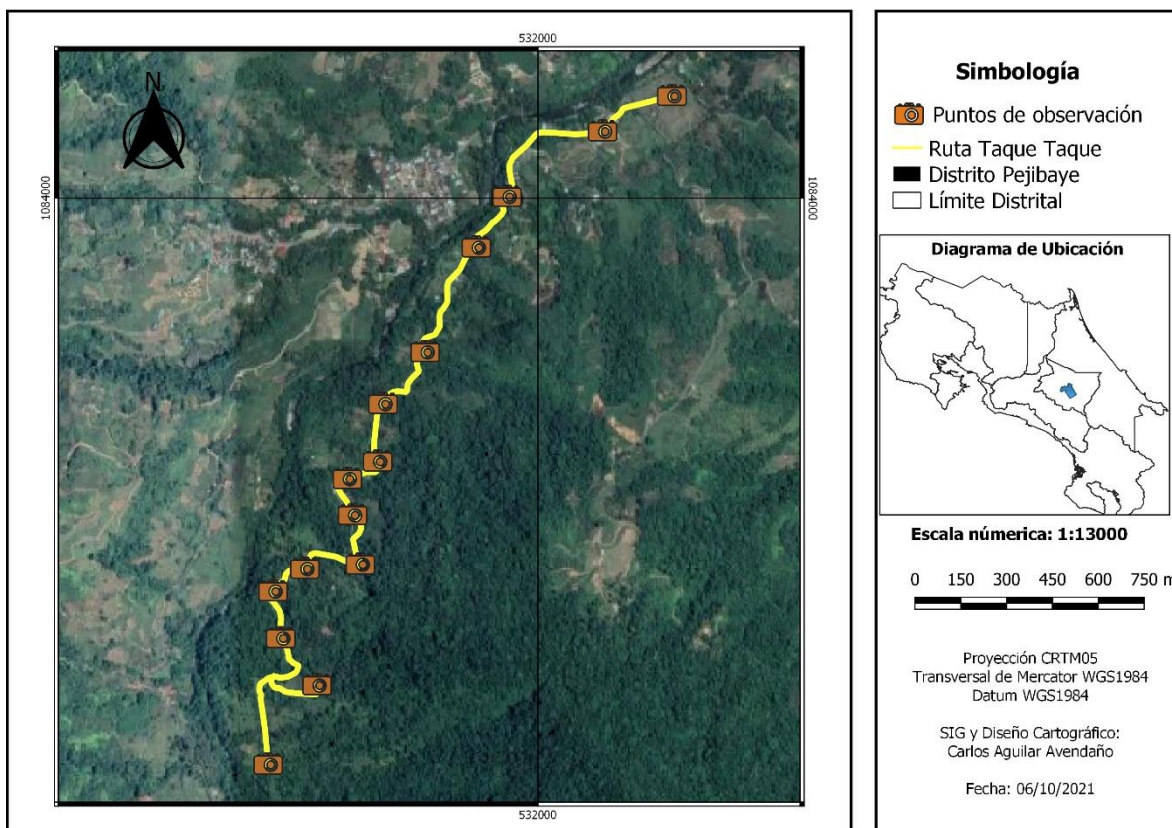 532000
N
1084000
1084000
532000
Simbología
Puntos de observación
Ruta Taque Taque
Distrito Pejibaye
Límite Distrital
Diagrama de Ubicación
Escala númerica: 1:13000
0 150 300 450 600 750 m
Proyección CRTM05
Transversal de Mercator WGS1984
Datum WGS1984
SIG y Diseño Cartográfico:
Carlos Aguilar Avendaño
Fecha: 06/10/2021